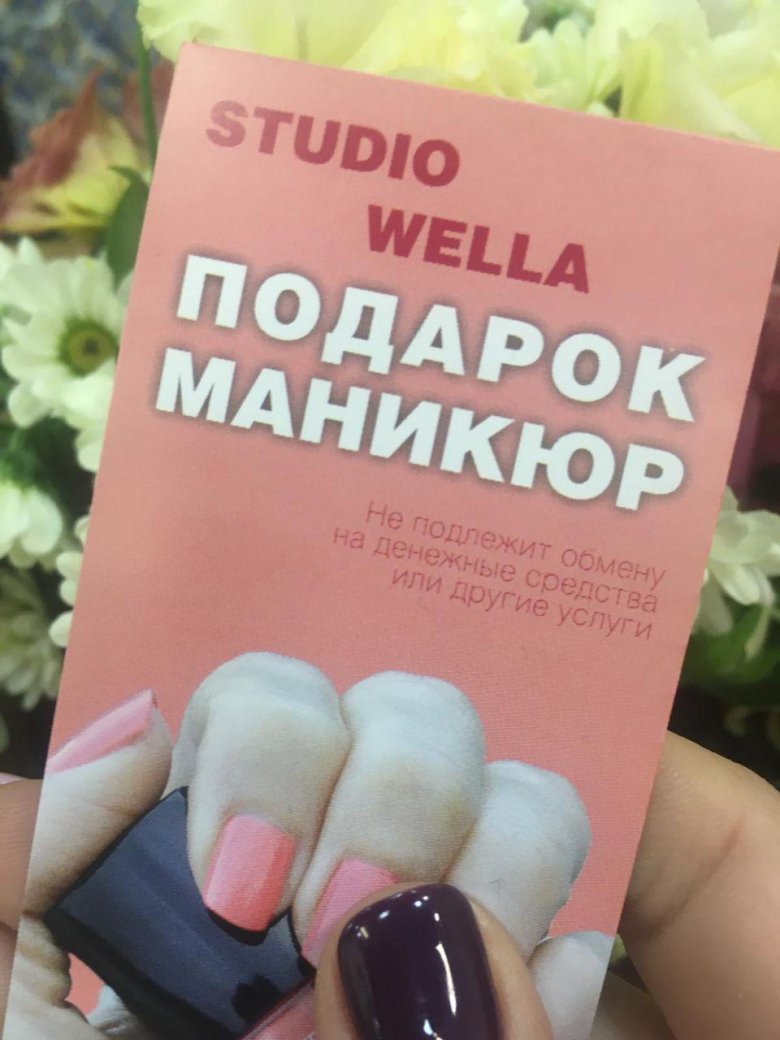 STUDIO
WELLA
ПОДАРОК
МАНИКЮР
Не подлежит обмену
на денежные средства
или другие услуги